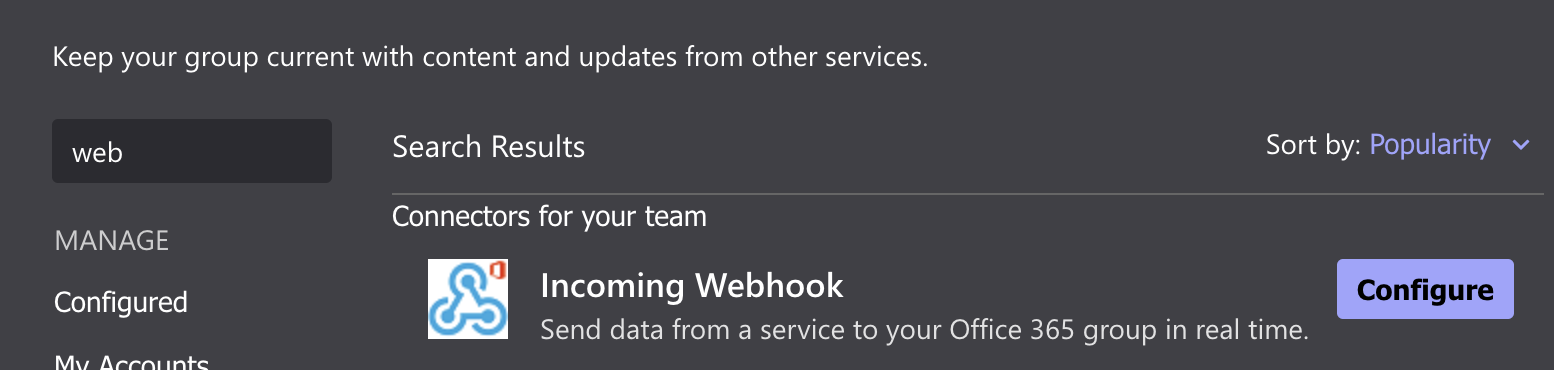 Keep your group current with content and updates from other services.
web
Search Results
Sort by: Popularity
MANAGE
Connectors for your team
Configured
Incoming Webhook
Send data from a service to your Office 365 group in real time.
Configure
My Accounts